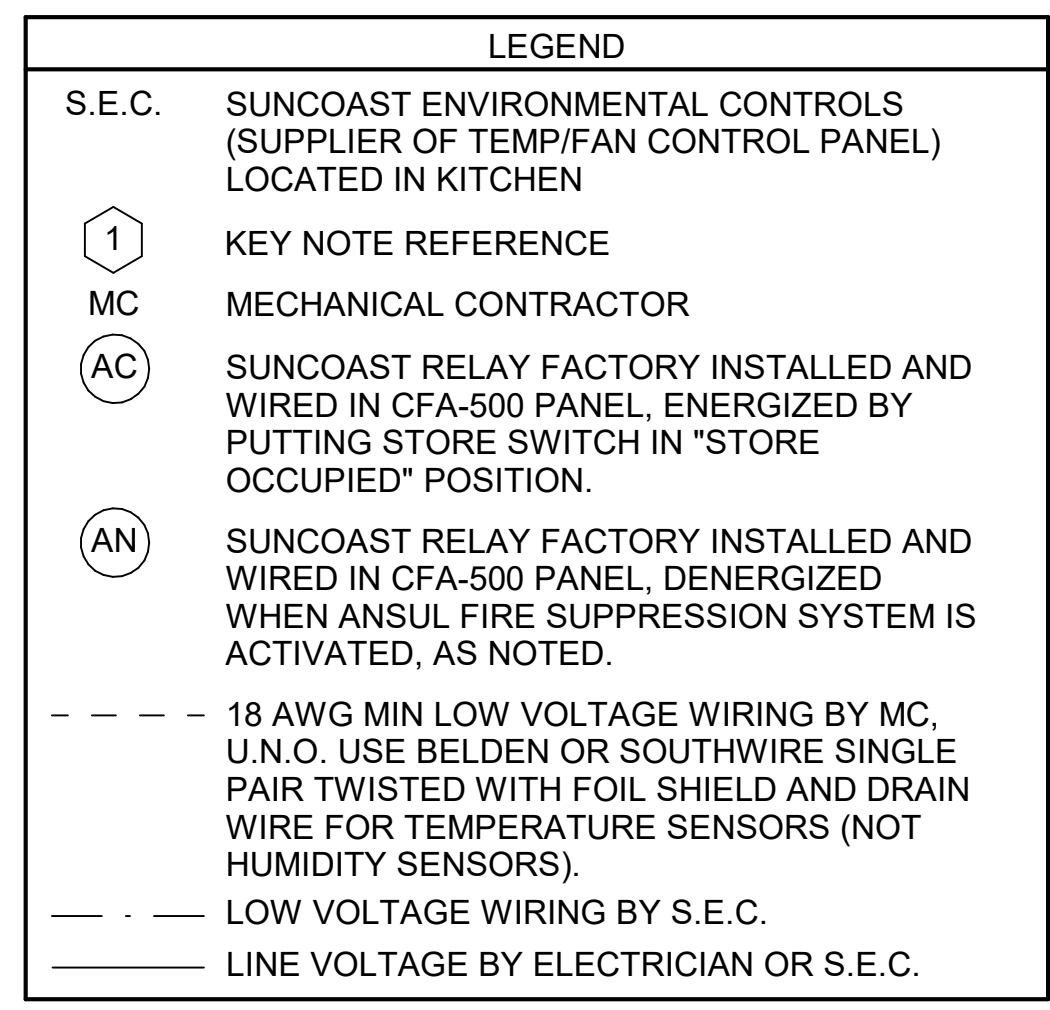 LEGEND
S.E.C. SUNCOAST ENVIRONMENTAL CONTROLS
(SUPPLIER OF TEMP/FAN CONTROL PANEL)
LOCATED IN KITCHEN
1 KEY NOTE REFERENCE
MC MECHANICAL CONTRACTOR
AC SUNCOAST RELAY FACTORY INSTALLED AND
WIRED IN CFA-500 PANEL, ENERGIZED BY
PUTTING STORE SWITCH IN "STORE
OCCUPIED" POSITION.
AN SUNCOAST RELAY FACTORY INSTALLED AND
WIRED IN CFA-500 PANEL, DENERGIZED
WHEN ANSUL FIRE SUPPRESSION SYSTEM IS
ACTIVATED, AS NOTED.
18 AWG MIN LOW VOLTAGE WIRING BY MC,
U.N.O. USE BELDEN OR SOUTHWIRE SINGLE
PAIR TWISTED WITH FOIL SHIELD AND DRAIN
WIRE FOR TEMPERATURE SENSORS (NOT
HUMIDITY SENSORS).
LOW VOLTAGE WIRING BY S.E.C.
LINE VOLTAGE BY ELECTRICIAN OR S.E.C.